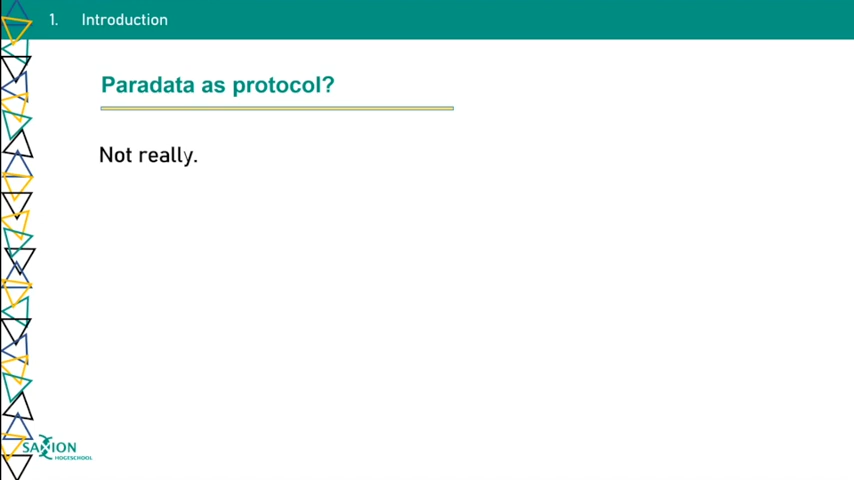 1. Introduction
Paradata as protocol?
Not really.
SAXION
HOGESCHOOL